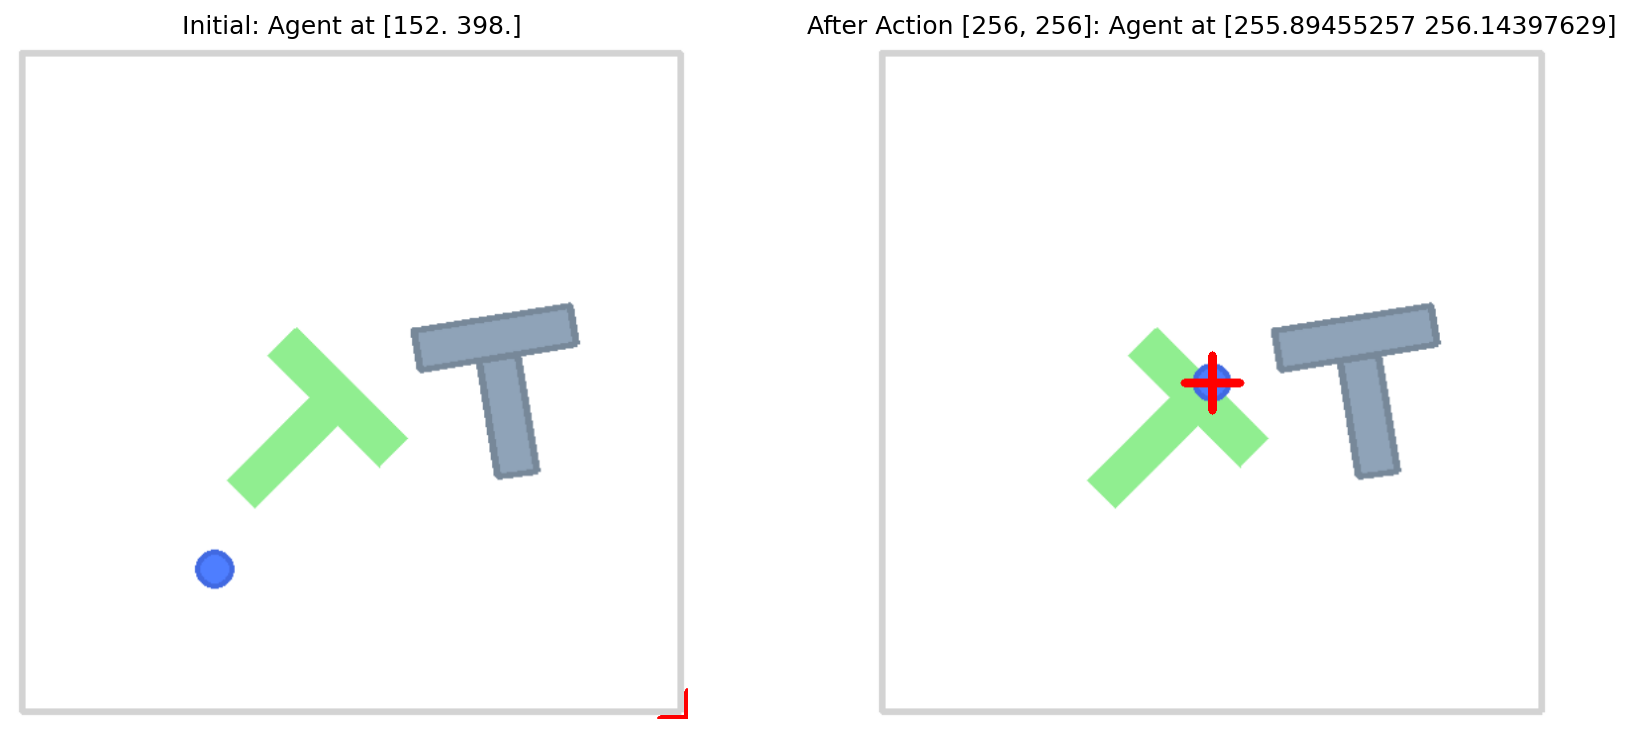 Initial: Agent at [152. 398.]
After Action [256, 256]: Agent at [255.89455257 256.14397629]